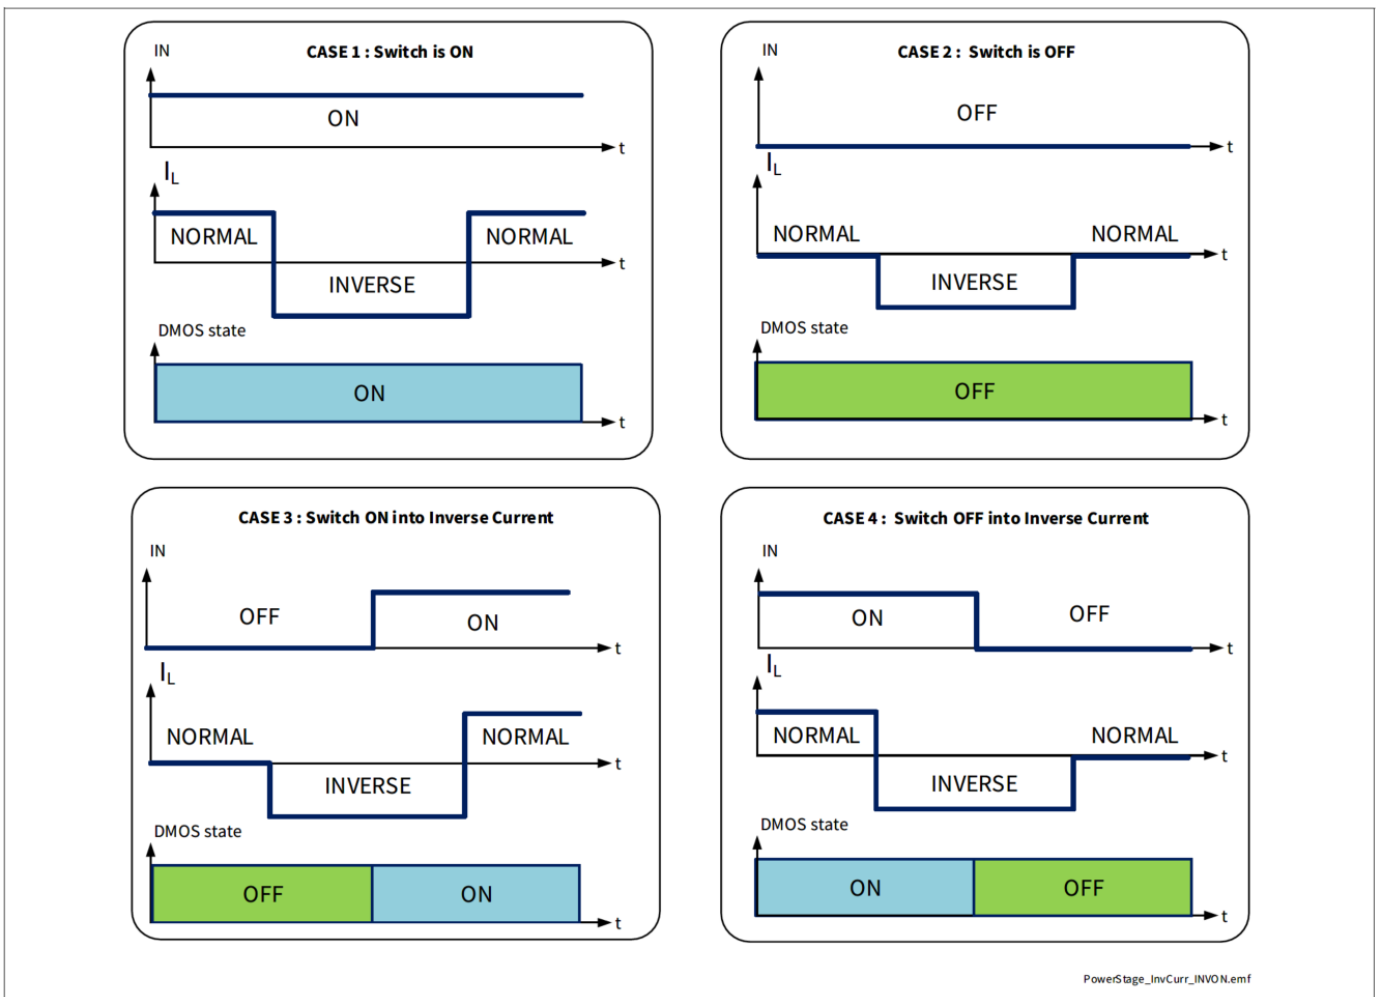 CASE 1 : Switch is ON
IN
ON
t
IL
NORMAL
NORMAL
INVERSE
t
DMOS state
ON
t
CASE 2 : Switch is OFF
IN
OFF
t
IL
NORMAL
NORMAL
INVERSE
t
DMOS state
OFF
t
CASE 3 : Switch ON into Inverse Current
IN
OFF
ON
t
IL
NORMAL
NORMAL
INVERSE
t
DMOS state
OFF
ON
t
CASE 4 : Switch OFF into Inverse Current
IN
ON
OFF
t
IL
NORMAL
NORMAL
INVERSE
t
DMOS state
ON
OFF
t
PowerStage_InvCurr_INVON.emf